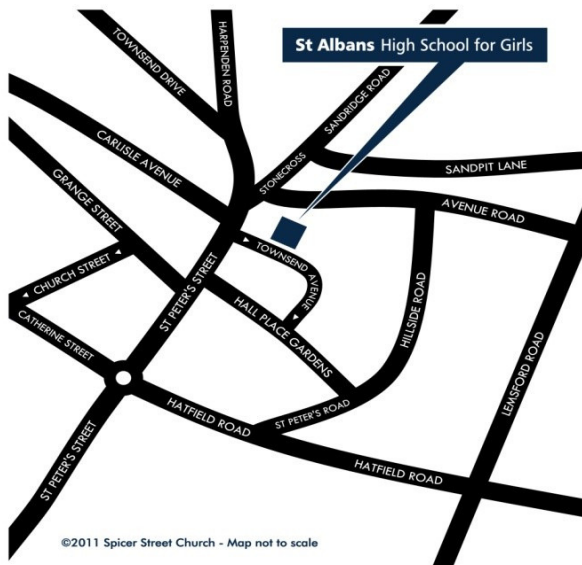 St Albans High School for Girls
TOWNSEND DRIVE
HARPENDEN ROAD
SANDRIDGE ROAD
CARLISLE AVENUE
STONECROSS
SANDPIT LANE
GRANGE STREET
AVENUE ROAD
TOWNSEND AVENUE
CHURCH STREET
ST PETER'S STREET
HALL PLACE GARDENS
HILLSIDE ROAD
CATHERINE STREET
LEMSFORD ROAD
HATFIELD ROAD
ST PETER'S ROAD
ST PETER'S STREET
HATFIELD ROAD
©2011 Spicer Street Church - Map not to scale